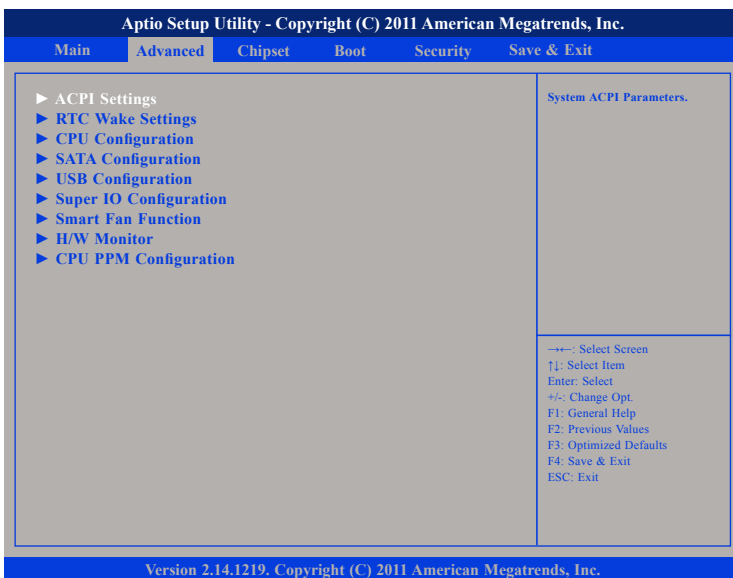 Aptio Setup Utility - Copyright (C) 2011 American Megatrends, Inc.
Main Advanced Chipset Boot Security Save & Exit
► ACPI Settings
► RTC Wake Settings
► CPU Configuration
► SATA Configuration
► USB Configuration
► Super IO Configuration
► Smart Fan Function
► H/W Monitor
► CPU PPM Configuration
System ACPI Parameters.
→←: Select Screen
↑↓: Select Item
Enter: Select
+/-: Change Opt.
F1: General Help
F2: Previous Values
F3: Optimized Defaults
F4: Save & Exit
ESC: Exit
Version 2.14.1219. Copyright (C) 2011 American Megatrends, Inc.